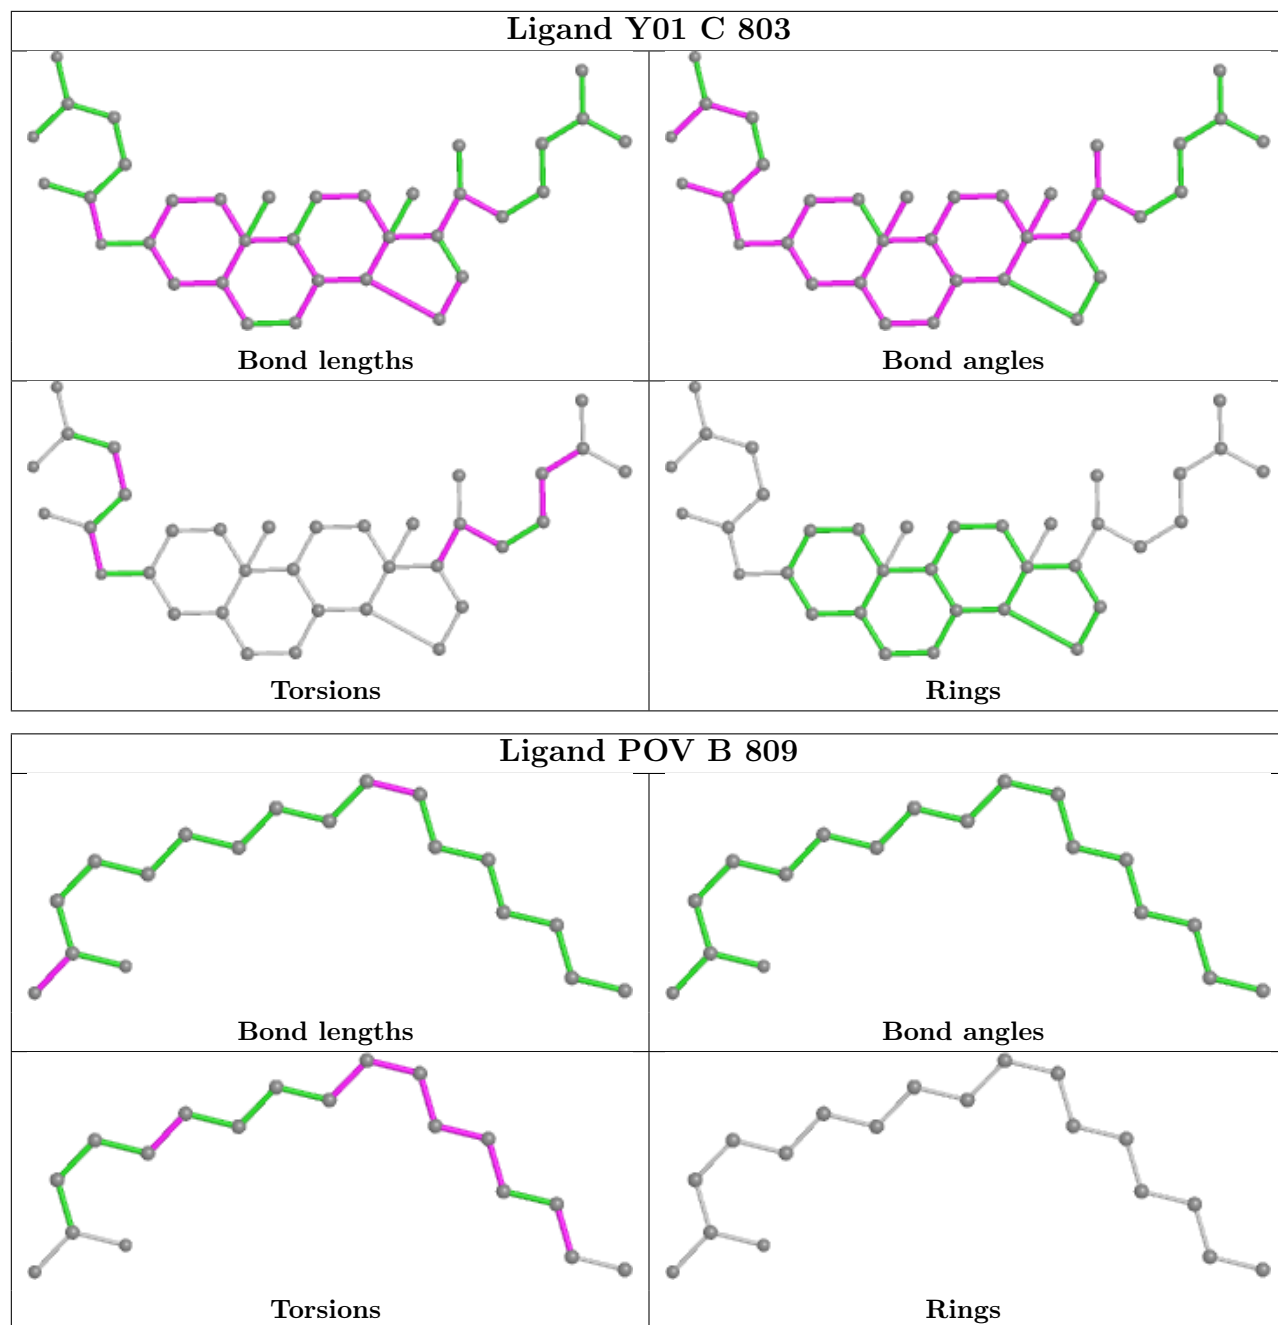 Ligand Y01 C 803
Bond lengths
Bond angles
Torsions
Rings
Ligand POV B 809
Bond lengths
Bond angles
Torsions
Rings